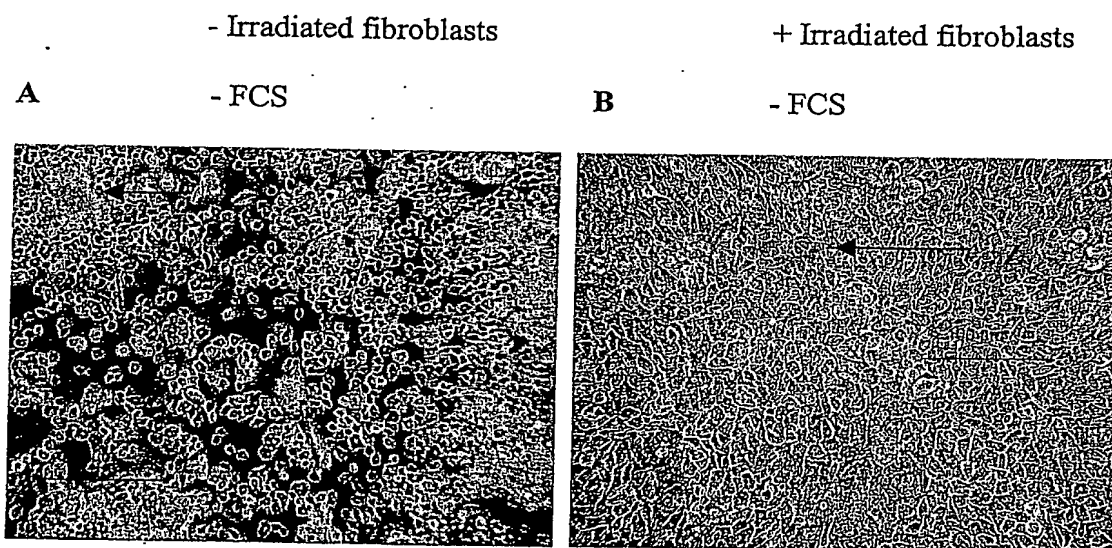 - Irradiated fibroblasts
+ Irradiated fibroblasts
A
- FCS
B
- FCS